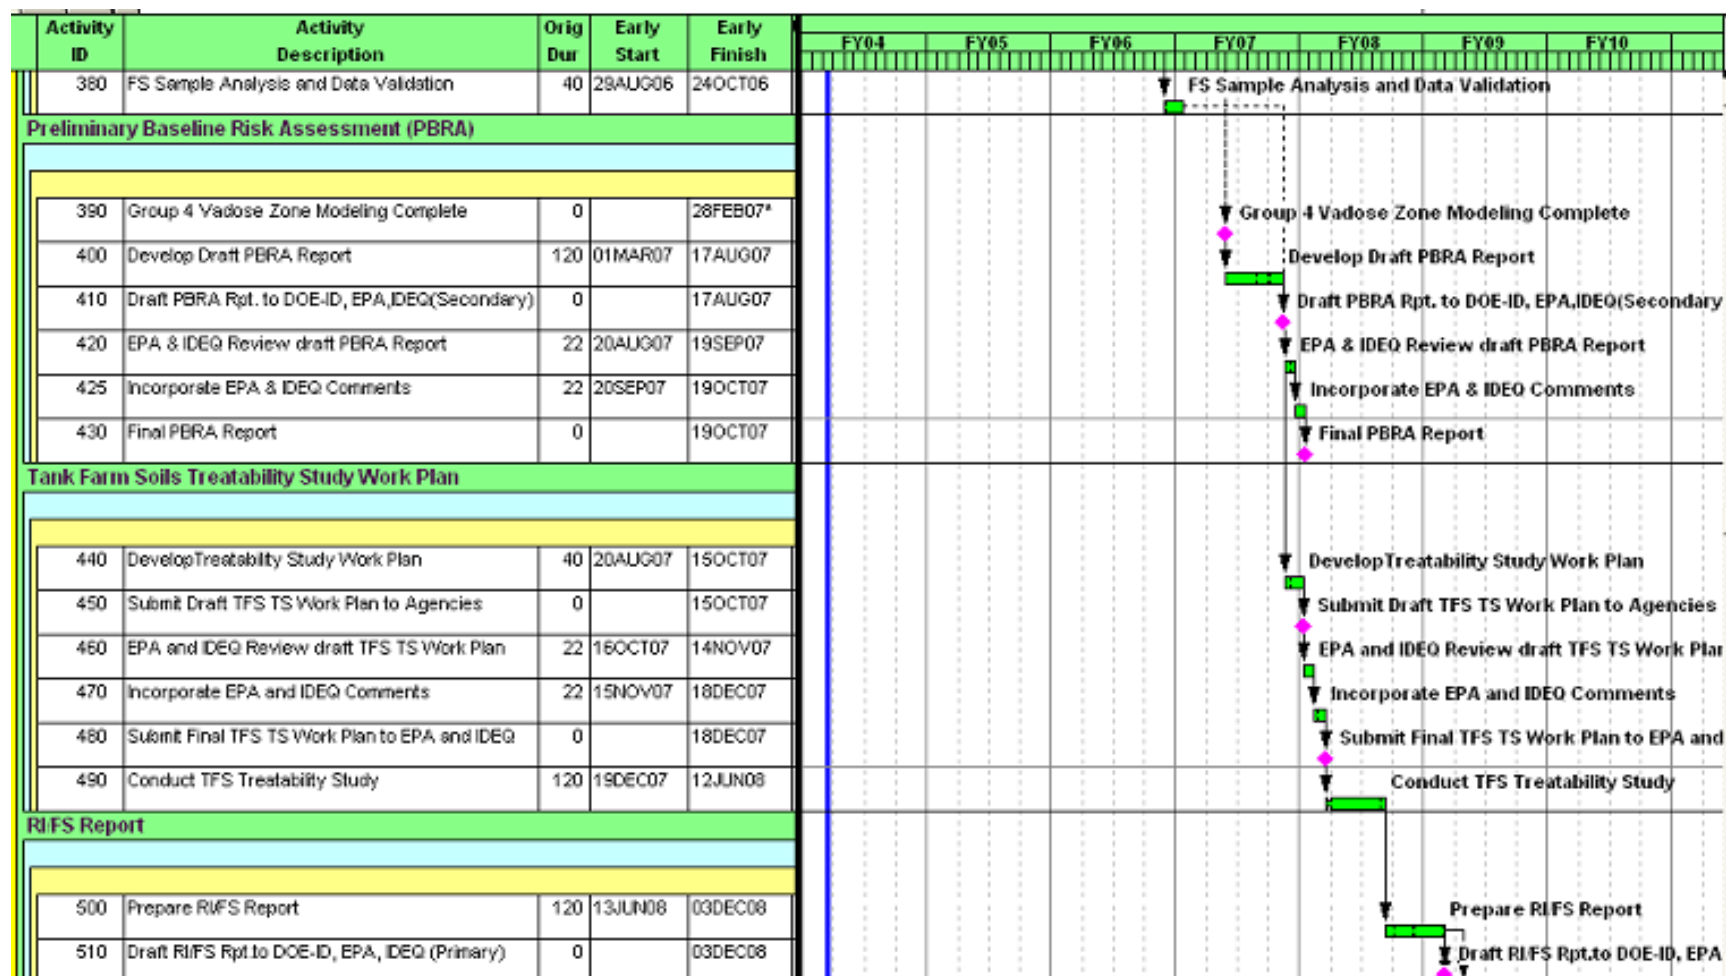 Activity ID Activity Description Orig Dur Early Start Early Finish FY04 FY05 FY06 FY07 FY08 FY09 FY10
380 FS Sample Analysis and Data Validation 40 29AUG06 24OCT06 FS Sample Analysis and Data Validation
Preliminary Baseline Risk Assessment (PBRA)
390 Group 4 Vadose Zone Modeling Complete 0 28FEB07* Group 4 Vadose Zone Modeling Complete
400 Develop Draft PBRA Report 120 01MAR07 17AUG07 Develop Draft PBRA Report
410 Draft PBRA Rpt. to DOE-ID, EPA,IDEQ(Secondary) 0 17AUG07 Draft PBRA Rpt. to DOE-ID, EPA,IDEQ(Secondary
420 EPA & IDEQ Review draft PBRA Report 22 20AUG07 19SEP07 EPA & IDEQ Review draft PBRA Report
425 Incorporate EPA & IDEQ Comments 22 20SEP07 19OCT07 Incorporate EPA & IDEQ Comments
430 Final PBRA Report 0 19OCT07 Final PBRA Report
Tank Farm Soils Treatability Study Work Plan
440 DevelopTreatability Study Work Plan 40 20AUG07 15OCT07 DevelopTreatability Study Work Plan
450 Submit Draft TFS TS Work Plan to Agencies 0 15OCT07 Submit Draft TFS TS Work Plan to Agencies
460 EPA and IDEQ Review draft TFS TS Work Plan 22 16OCT07 14NOV07 EPA and IDEQ Review draft TFS TS Work Plan
470 Incorporate EPA and IDEQ Comments 22 15NOV07 18DEC07 Incorporate EPA and IDEQ Comments
480 Submit Final TFS TS Work Plan to EPA and IDEQ 0 18DEC07 Submit Final TFS TS Work Plan to EPA and
490 Conduct TFS Treatability Study 120 19DEC07 12JUN08 Conduct TFS Treatability Study
RI/FS Report
500 Prepare RI/FS Report 120 13JUN08 03DEC08 Prepare RI/FS Report
510 Draft RI/FS Rpt.to DOE-ID, EPA, IDEQ (Primary) 0 03DEC08 Draft RI/FS Rpt.to DOE-ID, EPA